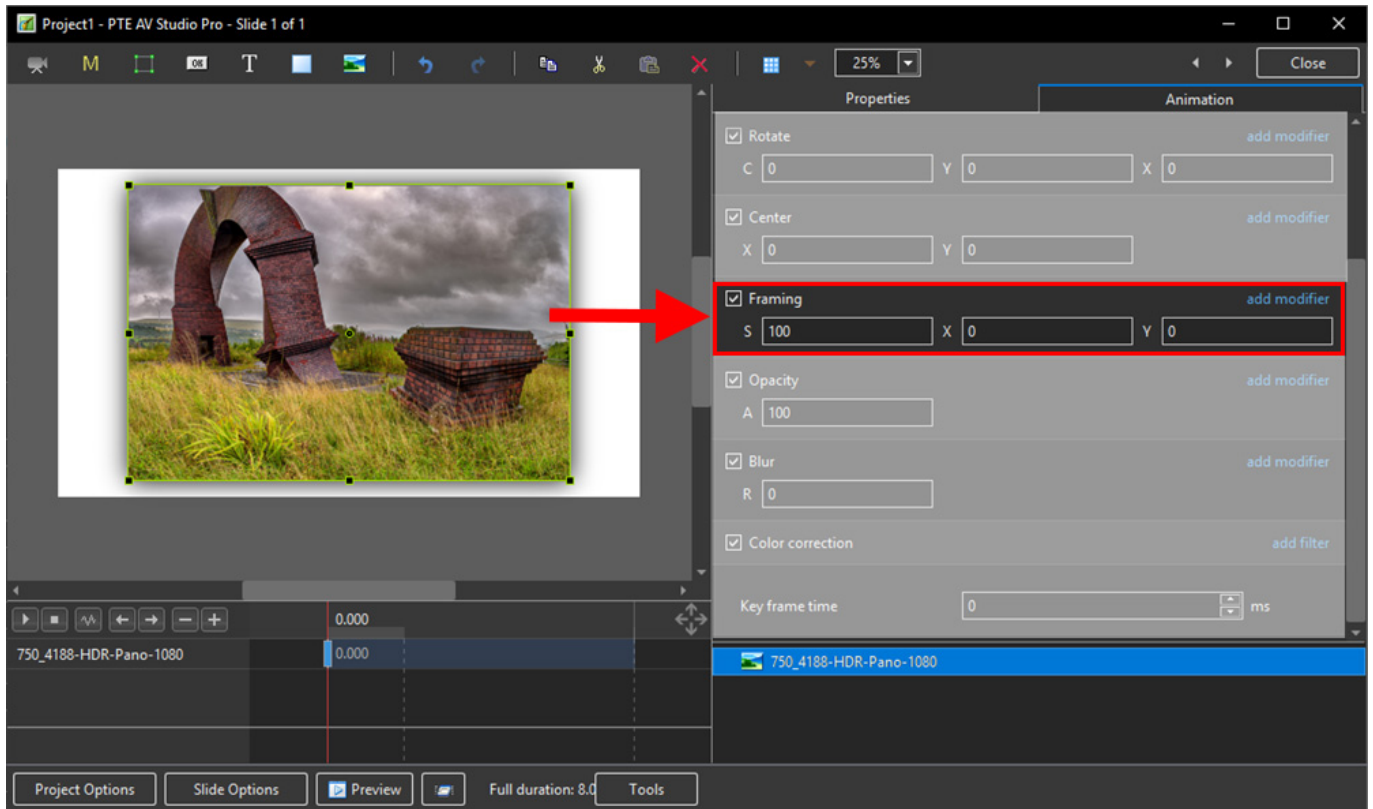 Project1 - PTE AV Studio Pro - Slide 1 of 1
M OK T 25% Close
Properties Animation
Rotate add modifier
C 0 Y 0 X 0
Center add modifier
X 0 Y 0
Framing add modifier
S 100 X 0 Y 0
Opacity add modifier
A 100
Blur add modifier
R 0
Color correction add filter
Key frame time 0 ms
0.000
750_4188-HDR-Pano-1080 0.000
750_4188-HDR-Pano-1080
Project Options Slide Options Preview Full duration: 8.0 Tools